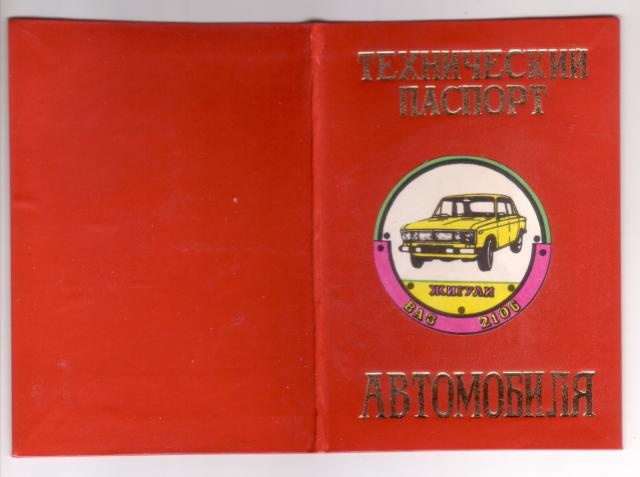 ТЕХНИЧЕСКИЙ
ПАСПОРТ
ЖИГУЛИ
ВАЗ 2106
АВТОМОБИЛЯ